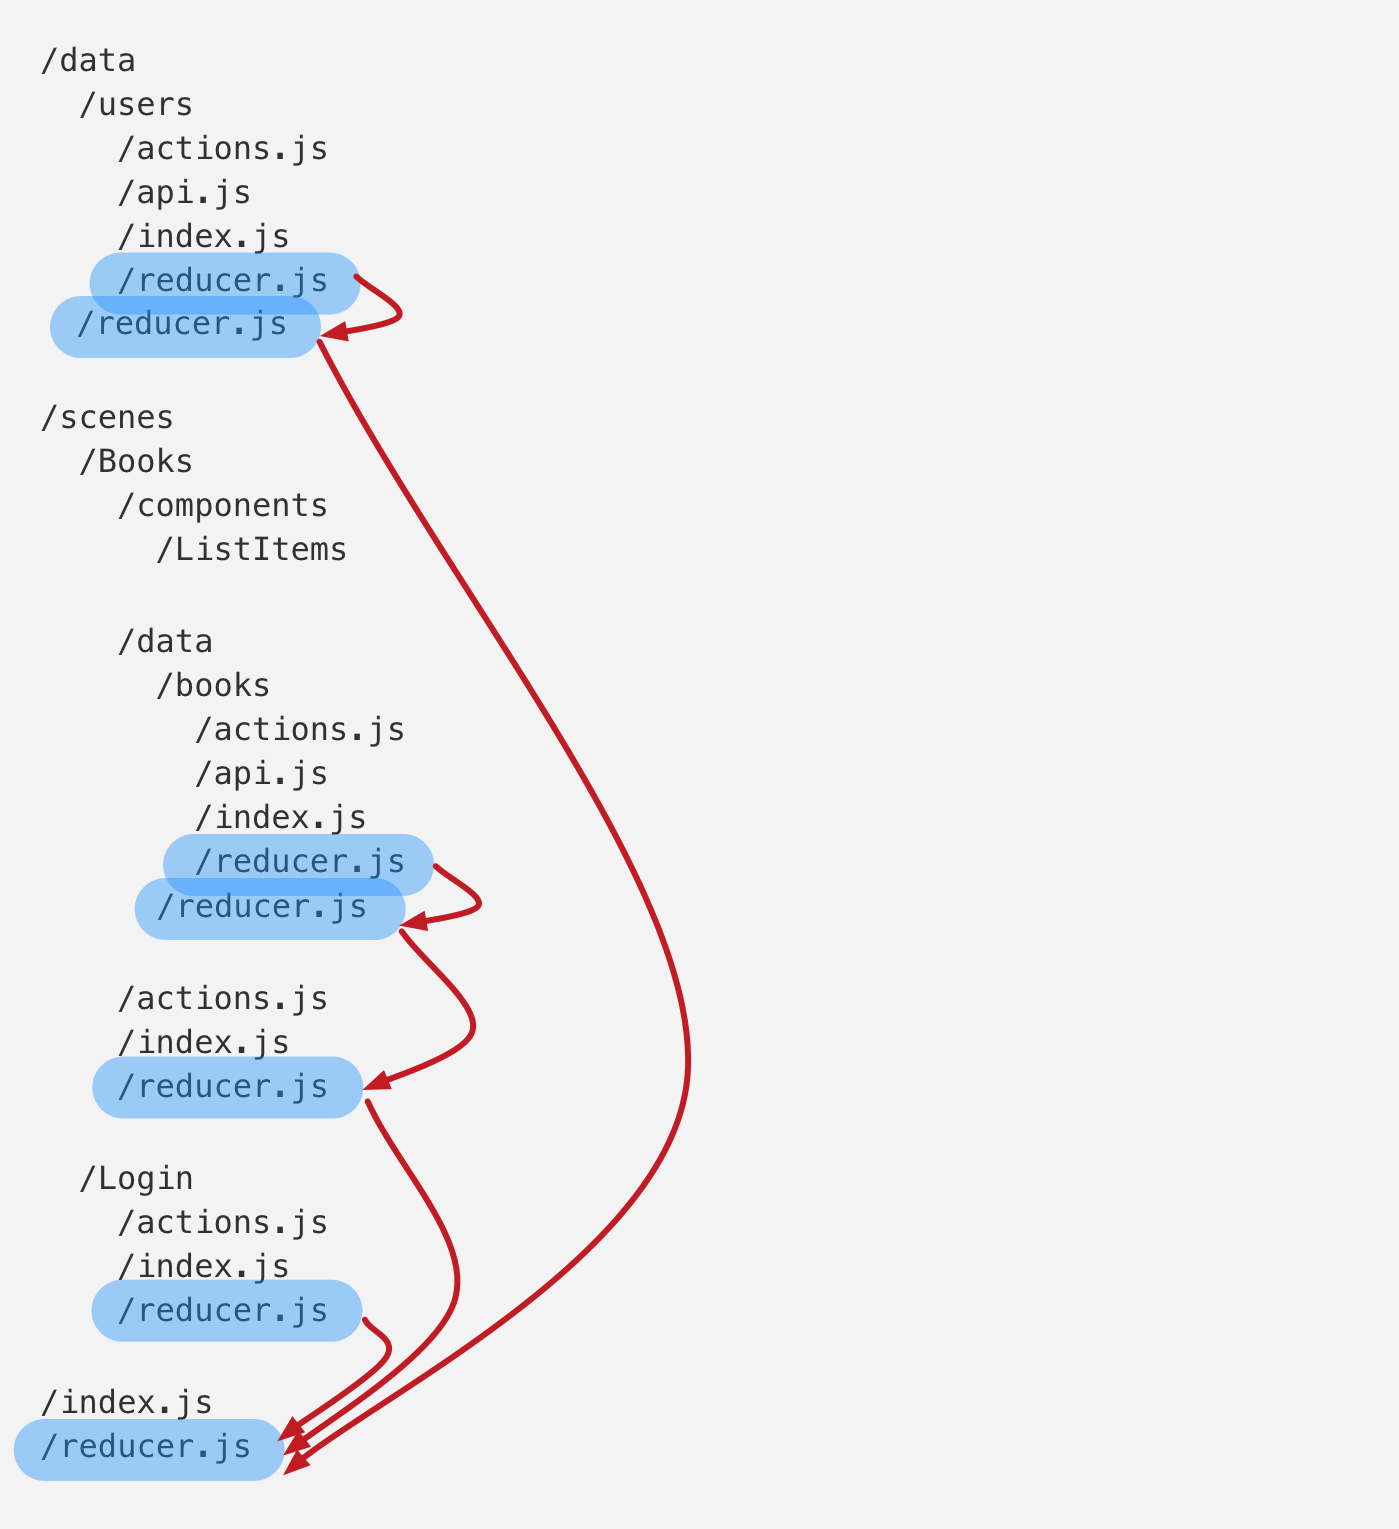 /data
/users
/actions.js
/api.js
/index.js
/reducer.js
/reducer.js
/scenes
/Books
/components
/ListItems
/data
/books
/actions.js
/api.js
/index.js
/reducer.js
/reducer.js
/actions.js
/index.js
/reducer.js
/Login
/actions.js
/index.js
/reducer.js
/index.js
/reducer.js